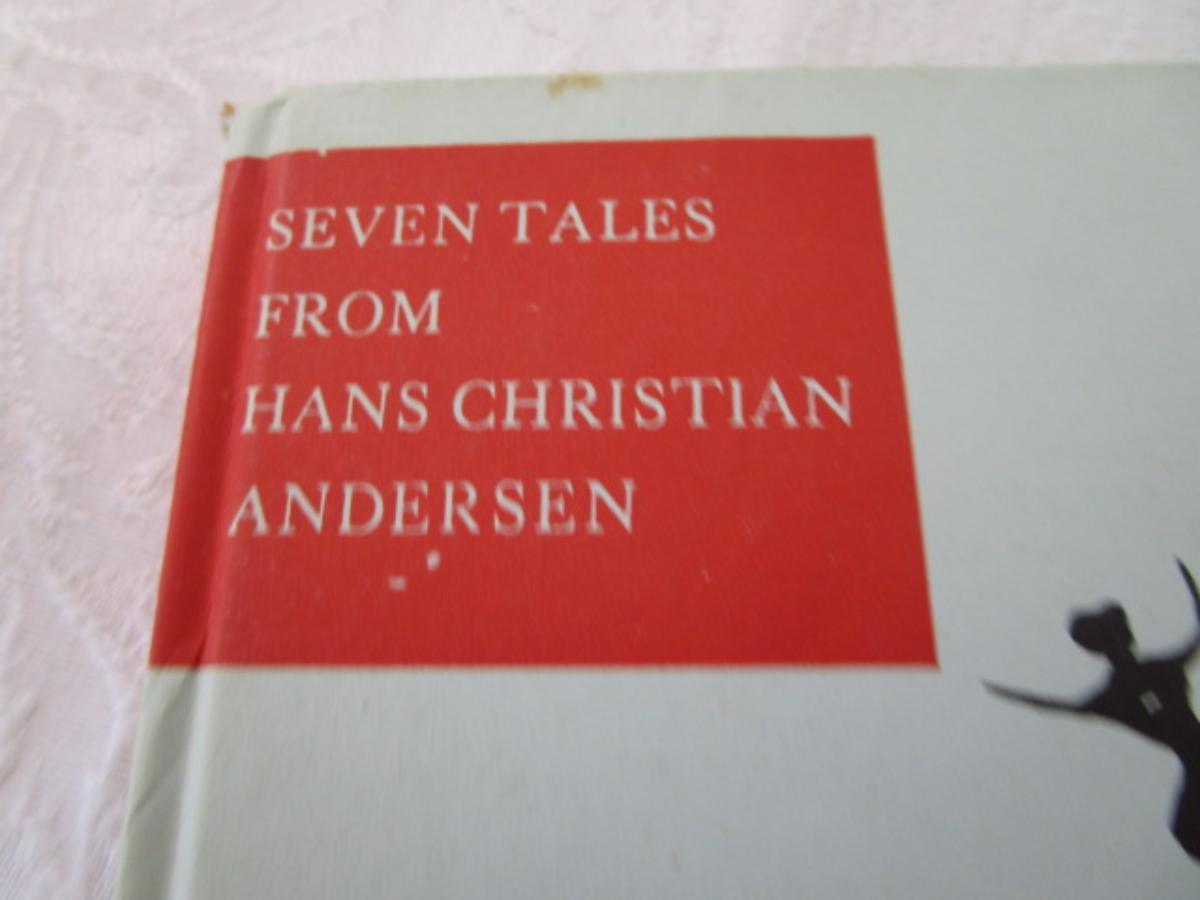 SEVEN TALES
FROM
HANS CHRISTIAN
ANDERSEN